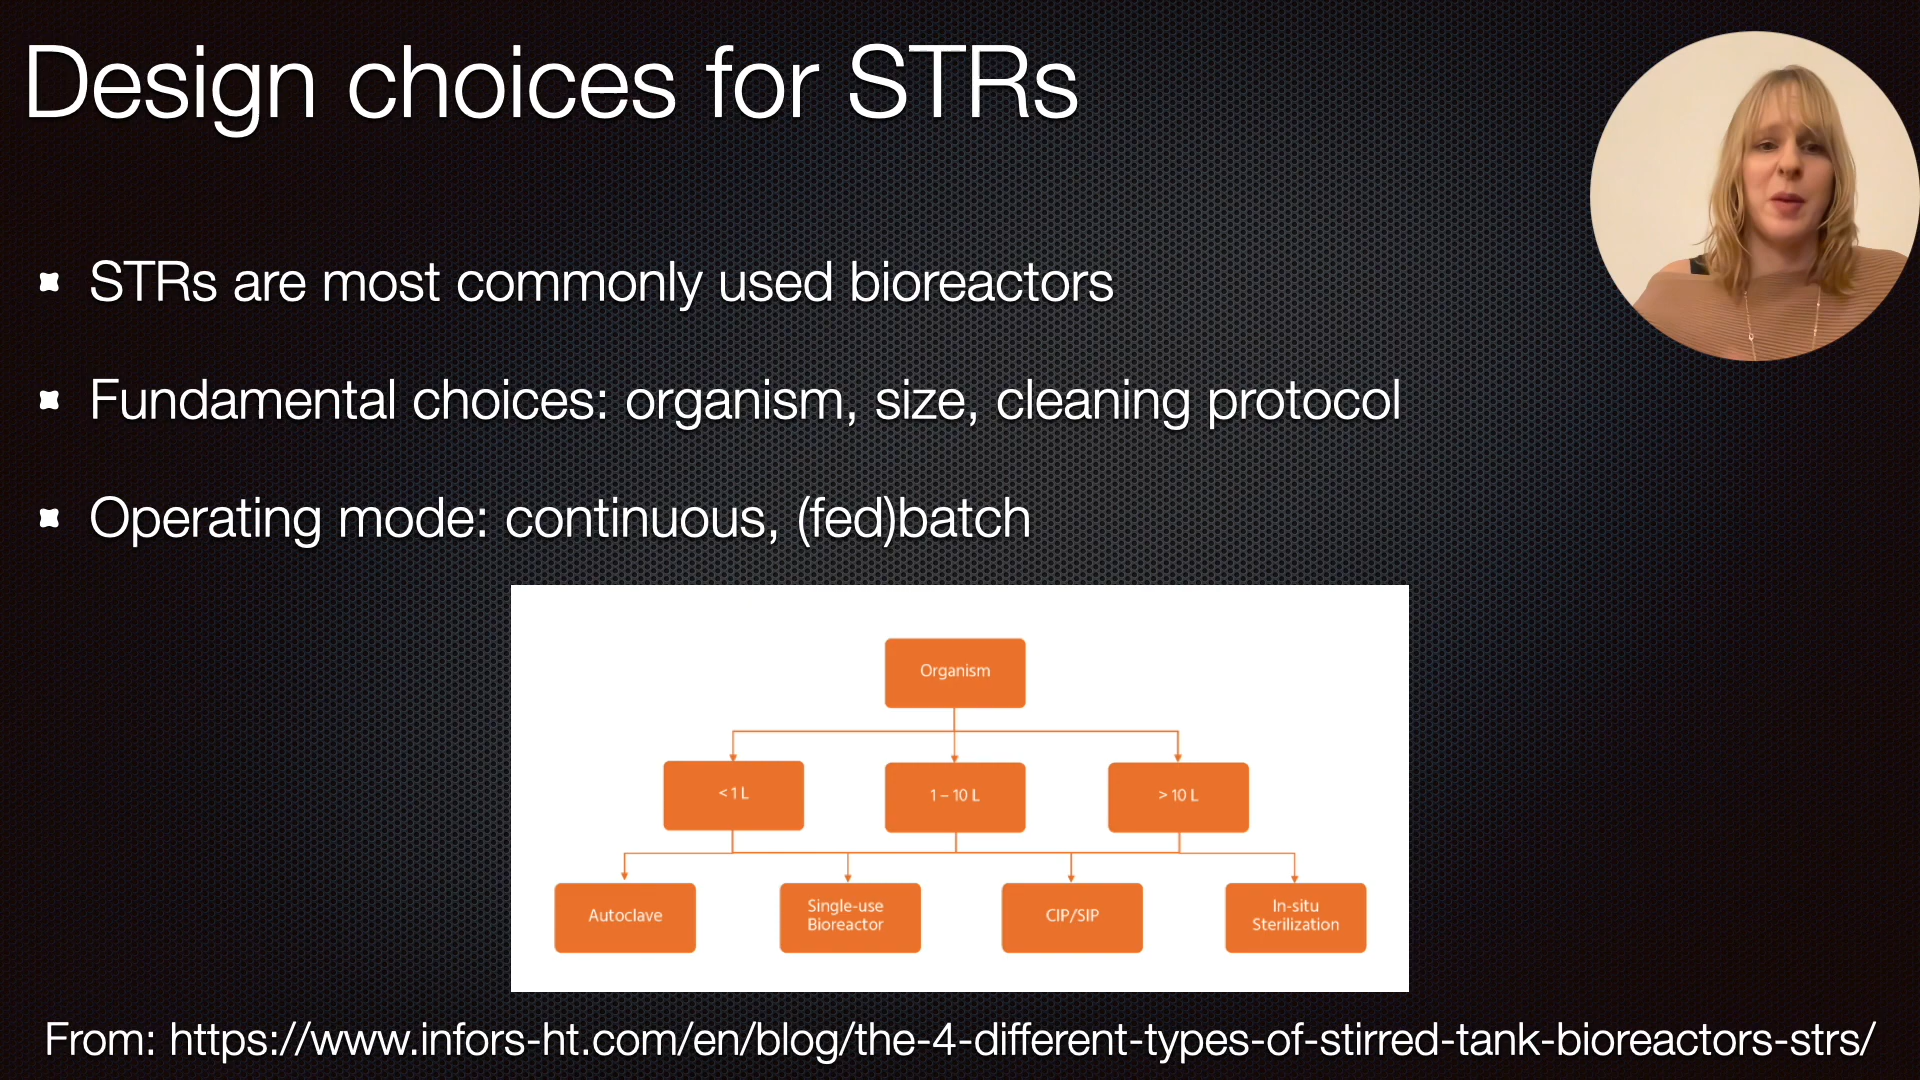 Design choices for STRs
STRs are most commonly used bioreactors
Fundamental choices: organism, size, cleaning protocol
Operating mode: continuous, (fed)batch
Organism
< 1 L
1 – 10 L
> 10 L
Autoclave
Single-use
Bioreactor
CIP/SIP
In-situ
Sterilization
From: https://www.infors-ht.com/en/blog/the-4-different-types-of-stirred-tank-bioreactors-strs/